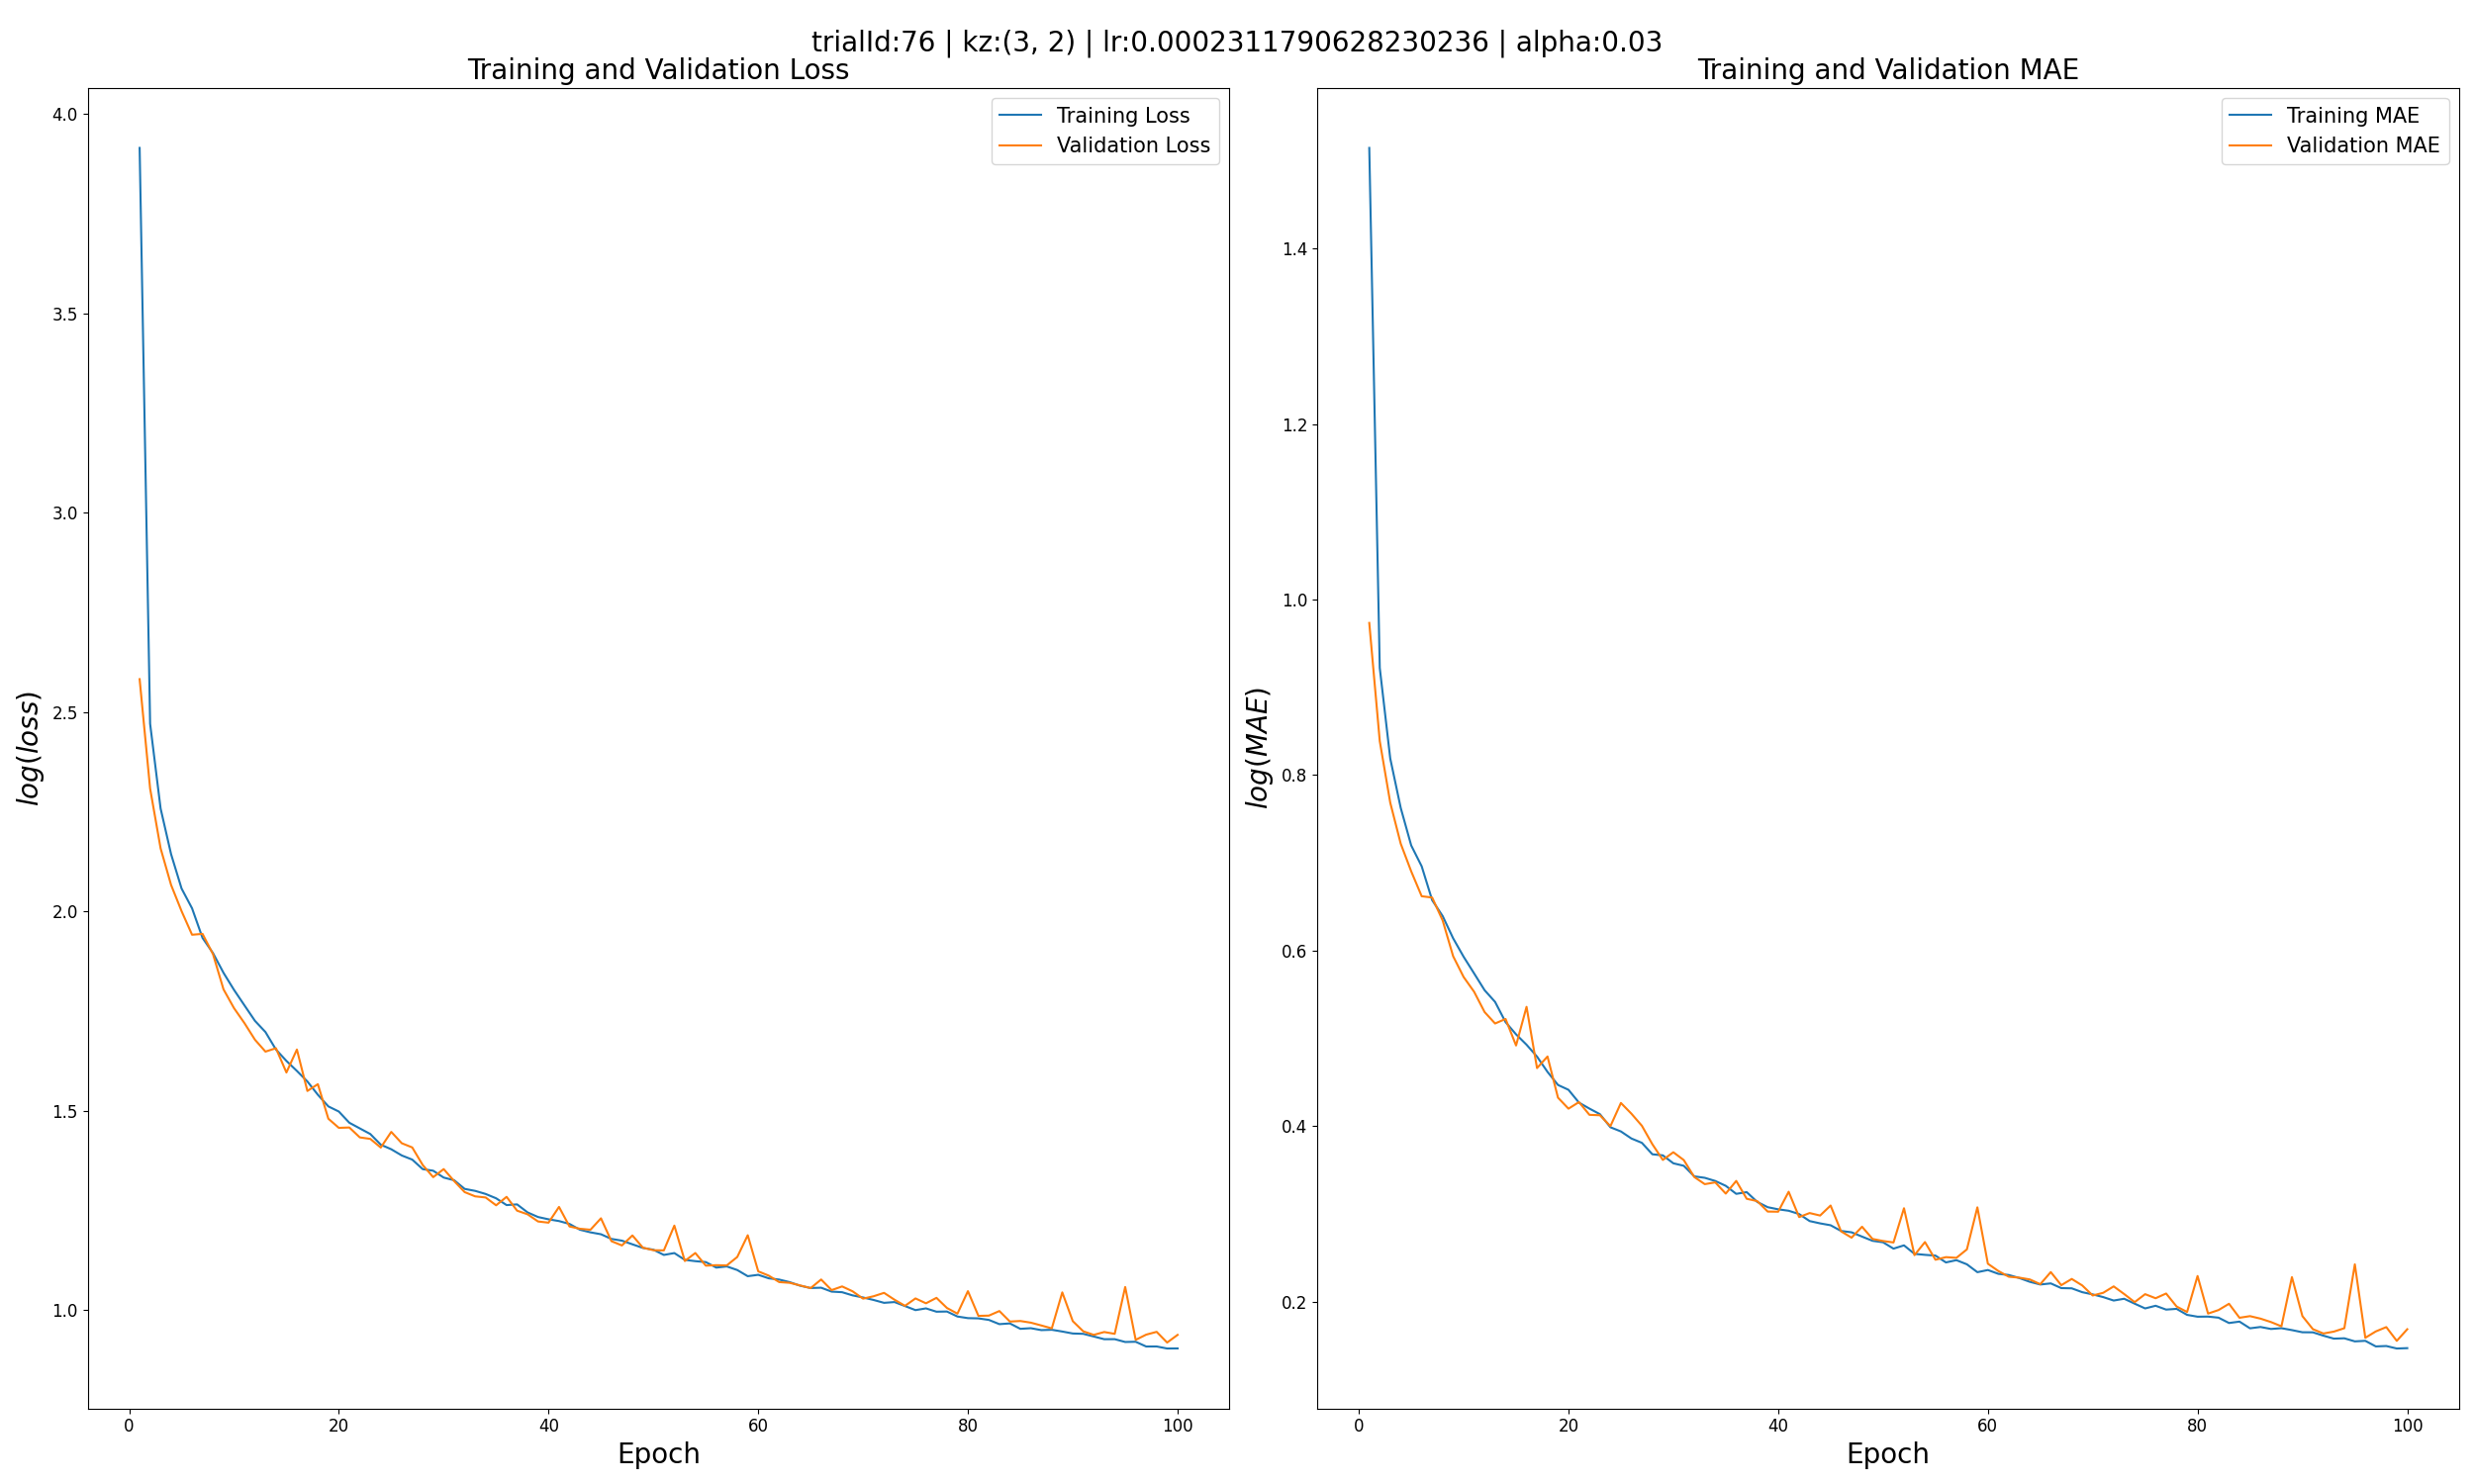 trialId:76 | kz:(3, 2) | lr:0.0002311790628230236 | alpha:0.03
Training and Validation Loss
Training Loss
Validation Loss
log(loss)
4.0
3.5
3.0
2.5
2.0
1.5
1.0
0 20 40 60 80 100
Epoch
Training and Validation MAE
Training MAE
Validation MAE
log(MAE)
1.4
1.2
1.0
0.8
0.6
0.4
0.2
0 20 40 60 80 100
Epoch